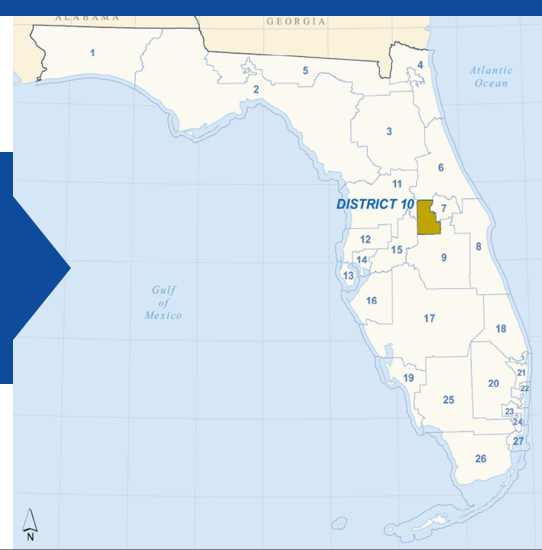 ALABAMA
GEORGIA
1
5
4
Atlantic
Ocean
2
3
6
11
DISTRICT 10
7
12
8
15
14
9
13
Gulf
of
Mexico
16
17
18
21
19
20
22
25
23
24
27
26
N